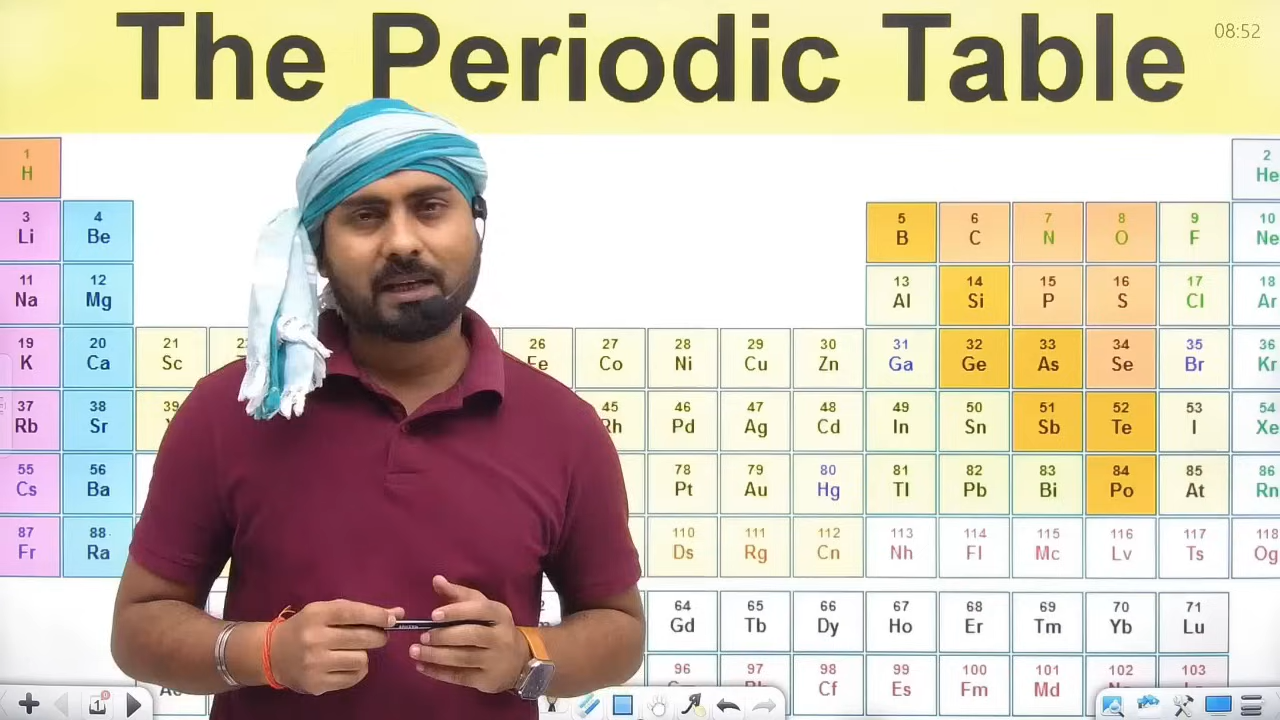 The Periodic Table
08:52
1 2
H He
3 4 5 6 7 8 9 10
Li Be B C N O F Ne
11 12 13 14 15 16 17 18
Na Mg Al Si P S Cl Ar
19 20 21 26 27 28 29 30 31 32 33 34 35 36
K Ca Sc Fe Co Ni Cu Zn Ga Ge As Se Br Kr
37 38 39 45 46 47 48 49 50 51 52 53 54
Rb Sr Rh Pd Ag Cd In Sn Sb Te I Xe
55 56 78 79 80 81 82 83 84 85 86
Cs Ba Pt Au Hg Tl Pb Bi Po At Rn
87 88 110 111 112 113 114 115 116 117 118
Fr Ra Ds Rg Cn Nh Fl Mc Lv Ts Og
64 65 66 67 68 69 70 71
Gd Tb Dy Ho Er Tm Yb Lu
96 97 98 99 100 101 102 103
Cf Es Fm Md